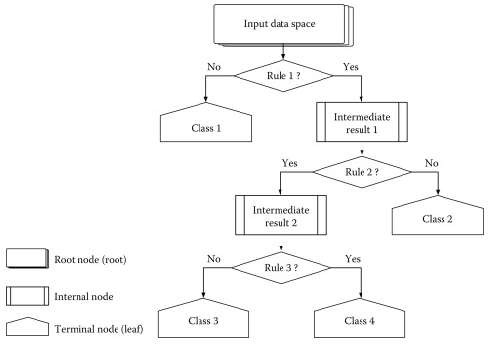 Input data space
No
Rule 1 ?
Yes
Class 1
Intermediate
result 1
Yes
Rule 2 ?
No
Intermediate
result 2
Class 2
No
Rule 3 ?
Yes
Class 3
Class 4
Root node (root)
Internal node
Terminal node (leaf)